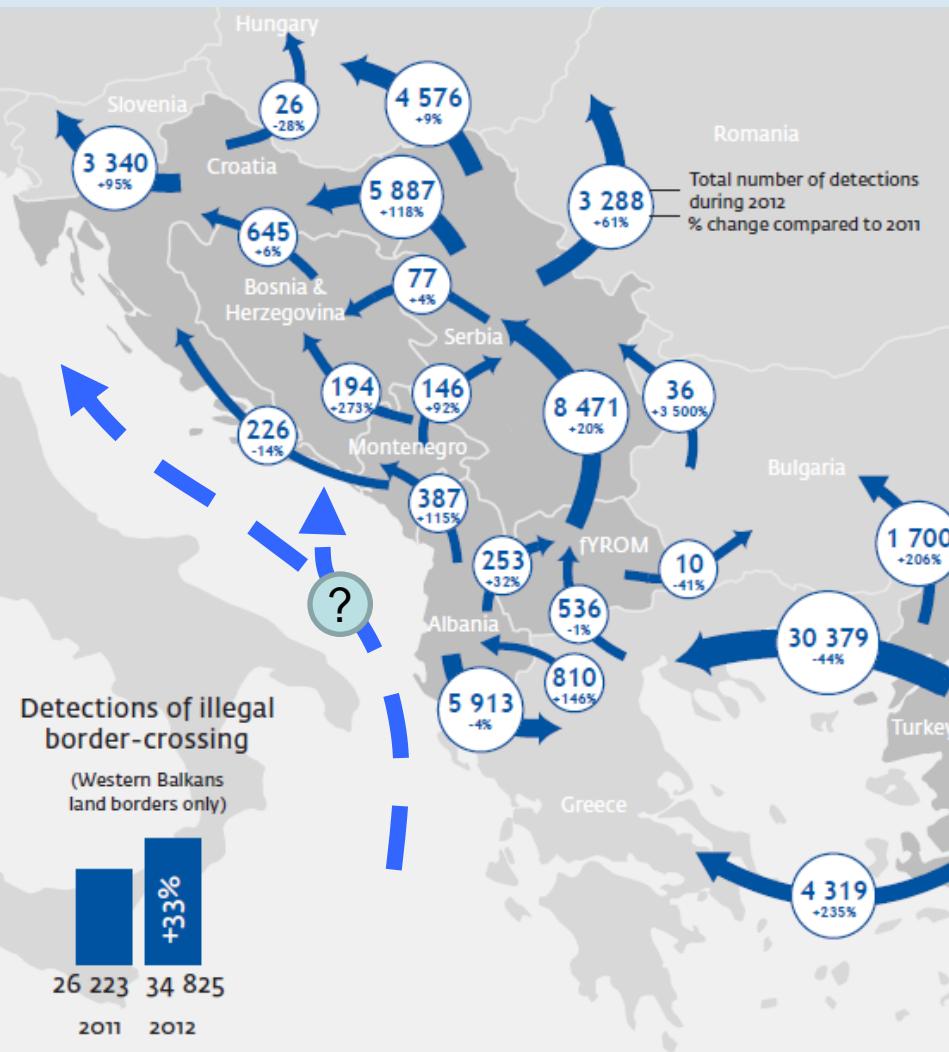 Hungary
Slovenia
26
-28%
4 576
+9%
Romania
3 340
+95%
Croatia
5 887
+118%
3 288
+61%
Total number of detections
during 2012
% change compared to 2011
645
+6%
77
+4%
Bosnia &
Herzegovina
Serbia
194
+273%
146
+92%
8 471
+20%
36
+3 500%
226
-14%
Montenegro
Bulgaria
387
+115%
253
+32%
fYROM
10
-41%
1 700
+206%
?
536
-1%
Albania
30 379
-44%
810
+146%
5 913
-4%
Turkey
Detections of illegal
border-crossing
(Western Balkans
land borders only)
Greece
+33%
4 319
+235%
26 223 34 825
2011 2012